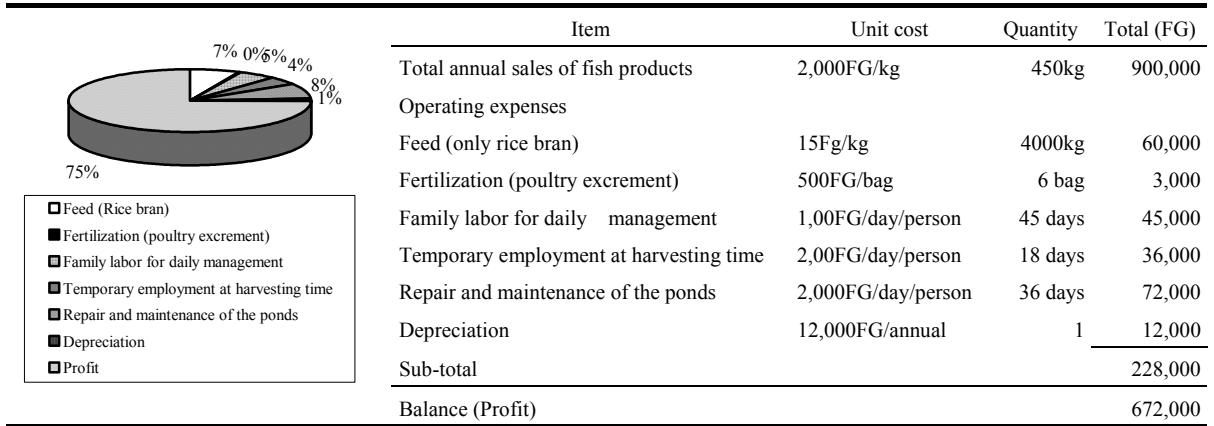 7% 0% 5% 4%
8%
1%
75%
Feed (Rice bran)
Fertilization (poultry excrement)
Family labor for daily management
Temporary employment at harvesting time
Repair and maintenance of the ponds
Depreciation
Profit
Item Unit cost Quantity Total (FG)
Total annual sales of fish products 2,000FG/kg 450kg 900,000
Operating expenses
Feed (only rice bran) 15Fg/kg 4000kg 60,000
Fertilization (poultry excrement) 500FG/bag 6 bag 3,000
Family labor for daily management 1,00FG/day/person 45 days 45,000
Temporary employment at harvesting time 2,00FG/day/person 18 days 36,000
Repair and maintenance of the ponds 2,000FG/day/person 36 days 72,000
Depreciation 12,000FG/annual 1 12,000
Sub-total 228,000
Balance (Profit) 672,000